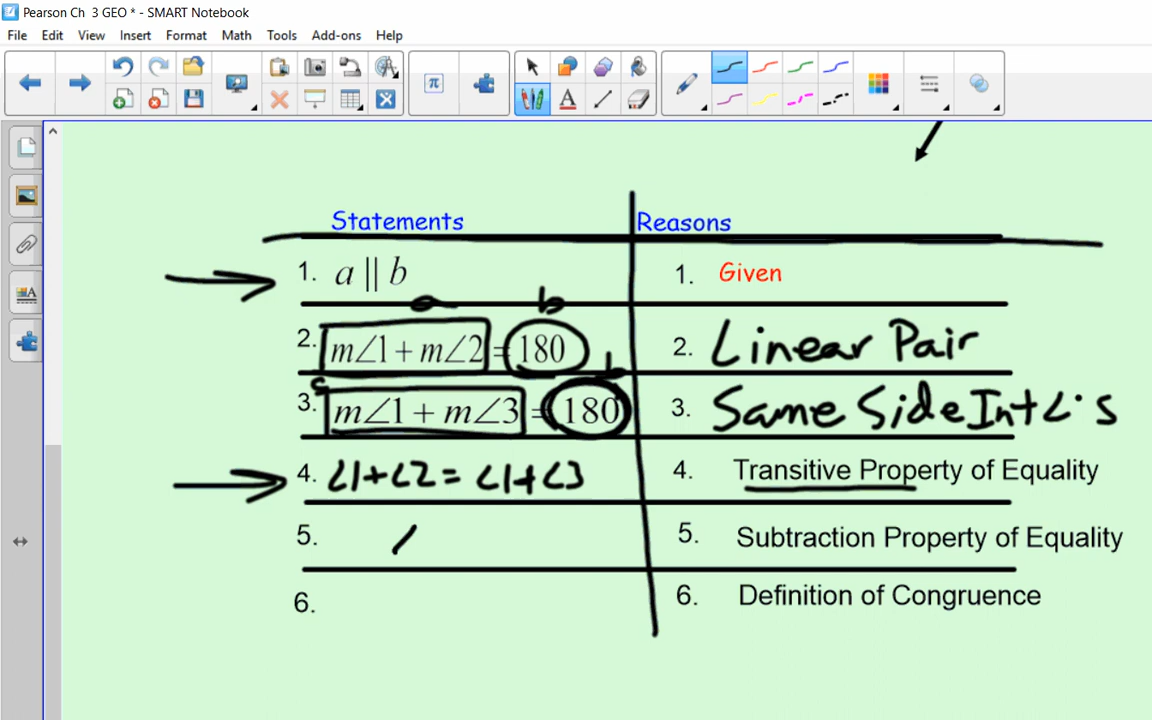 Pearson Ch 3 GEO * - SMART Notebook
File Edit View Insert Format Math Tools Add-ons Help
π
A
Statements Reasons
1. a || b 1. Given
a b
2. m∠1 + m∠2 = 180 2. Linear Pair
c b
3. m∠1 + m∠3 = 180 3. Same Side Int ∠'s
4. ∠1+∠2 = ∠1+∠3 4. Transitive Property of Equality
5. 5. Subtraction Property of Equality
6. 6. Definition of Congruence